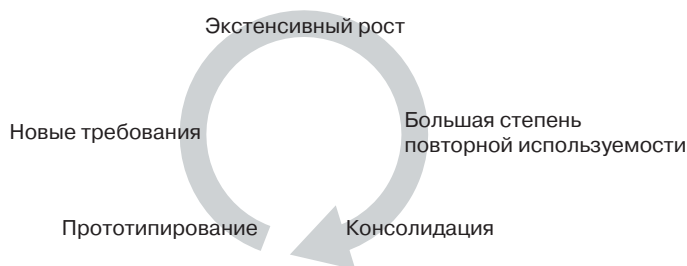 Экстенсивный рост
Новые требования
Большая степень
повторной используемости
Прототипирование
Консолидация